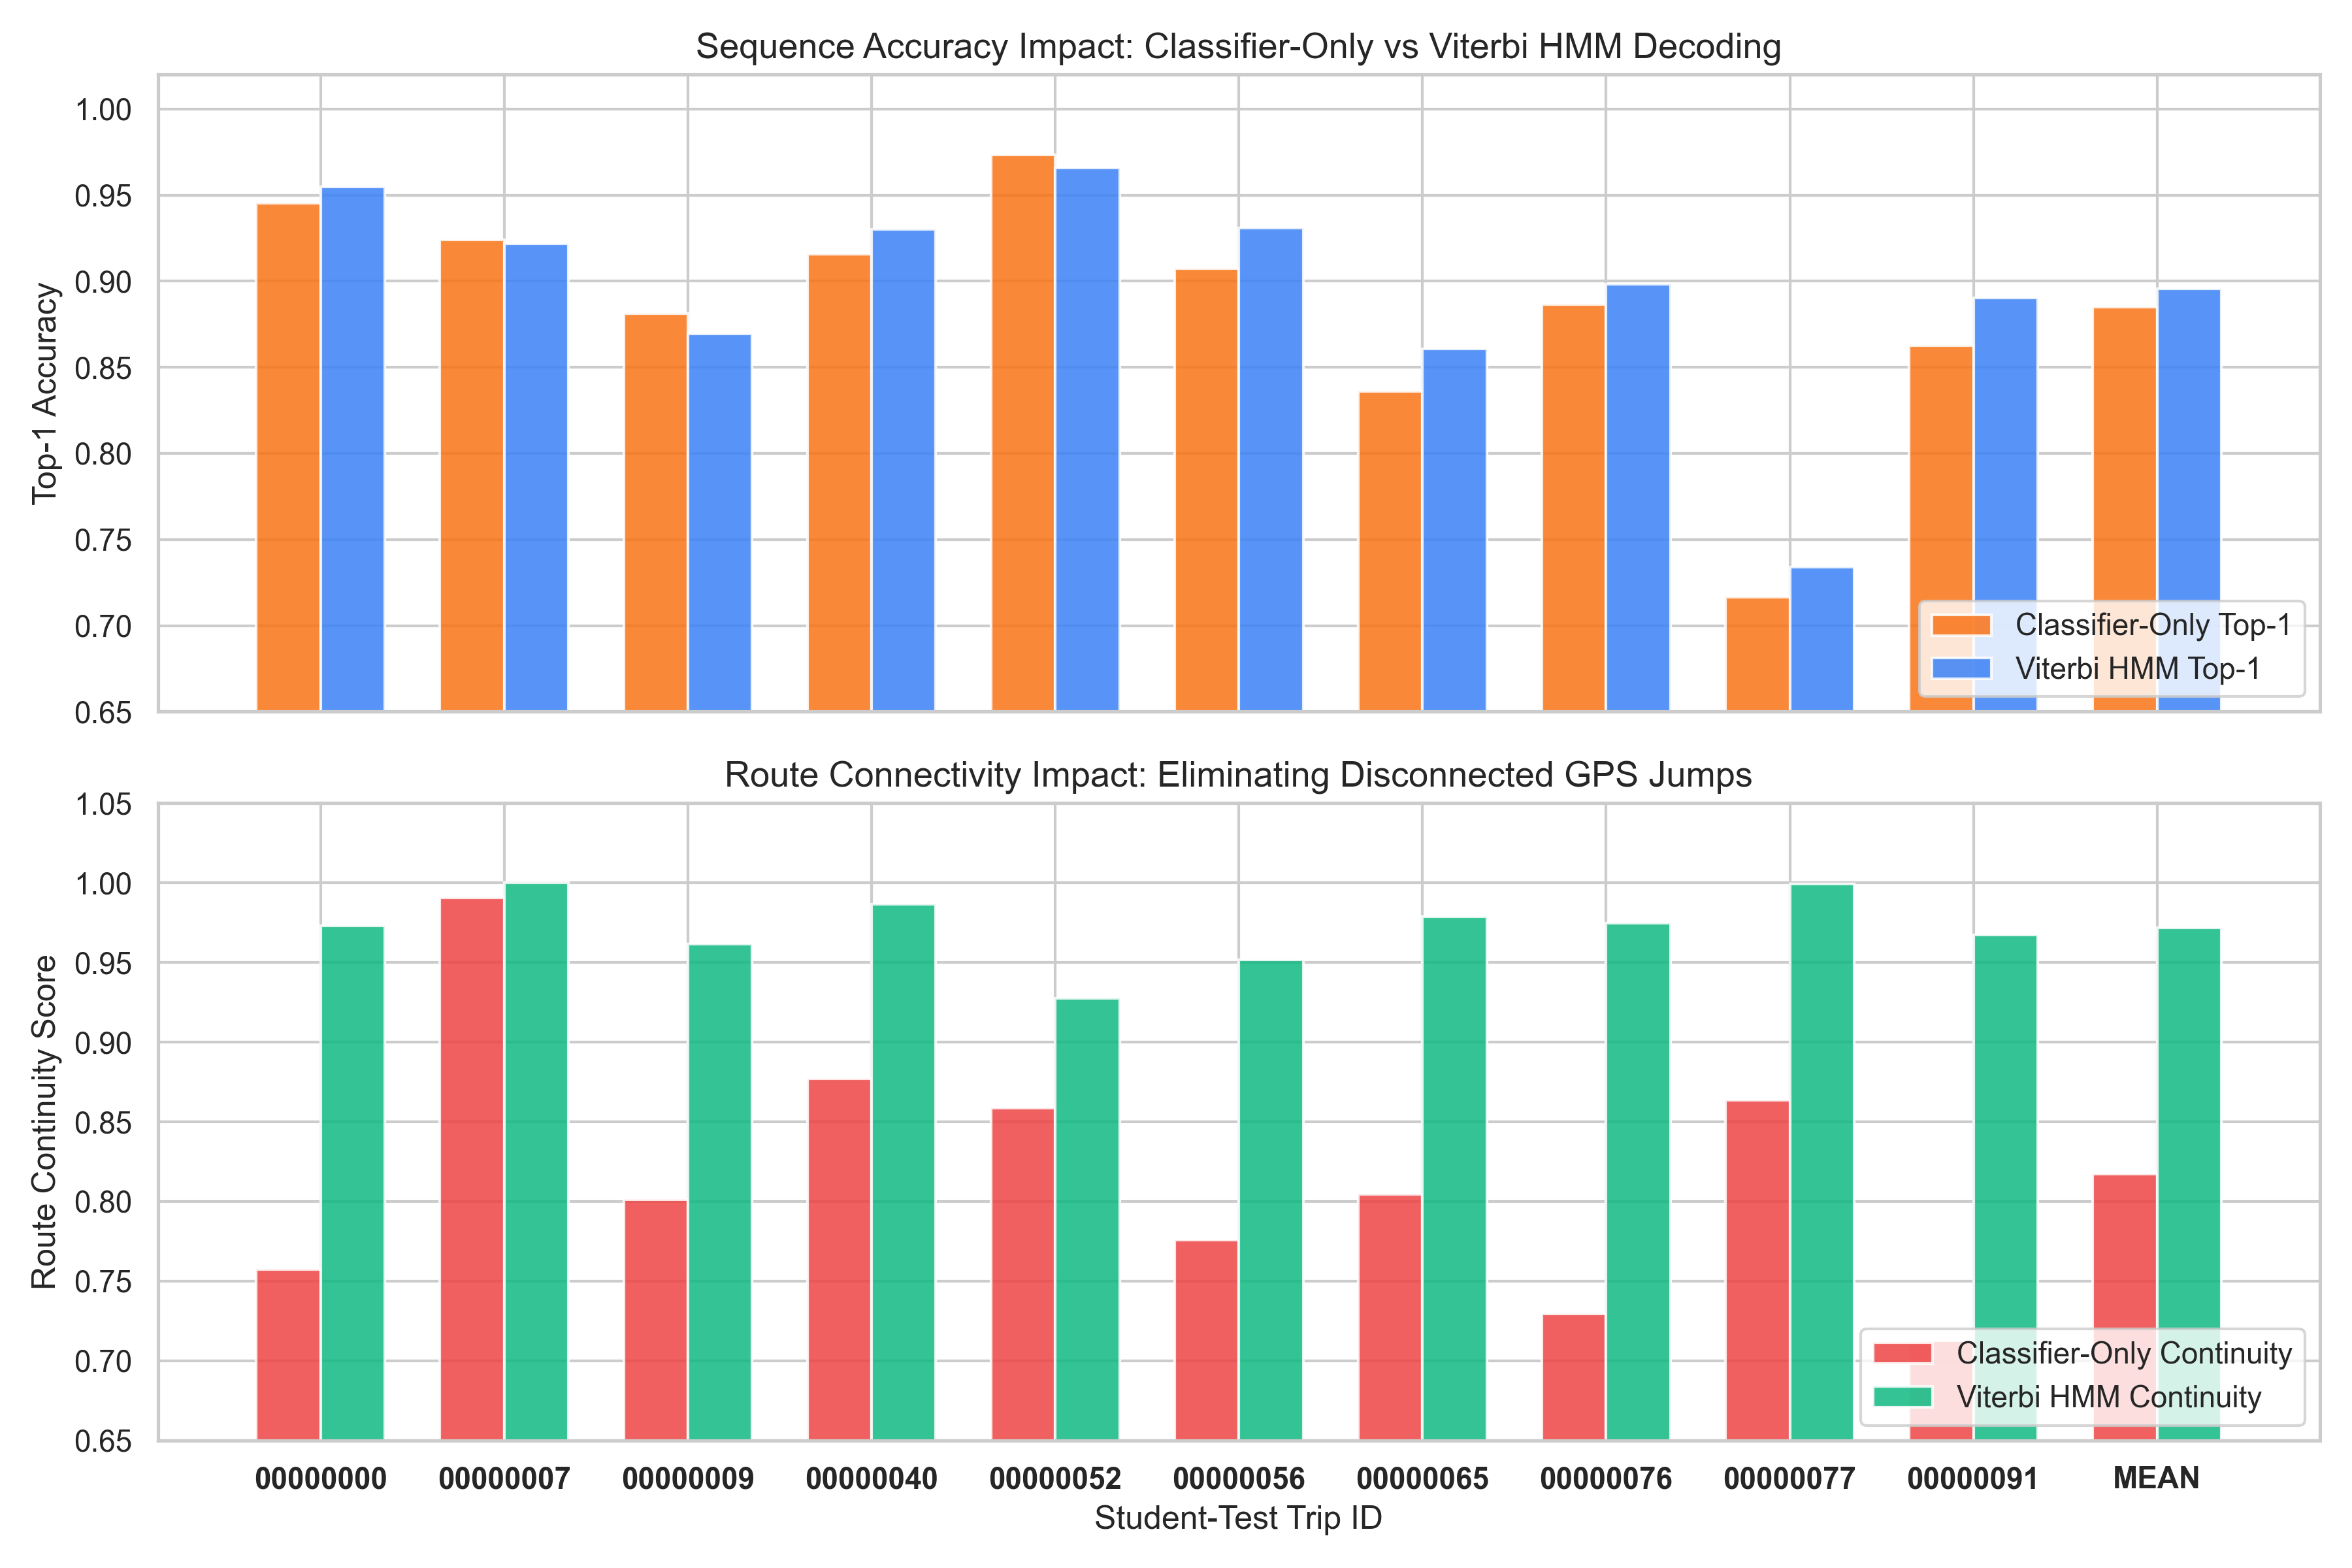 Sequence Accuracy Impact: Classifier-Only vs Viterbi HMM Decoding
Top-1 Accuracy
1.00
0.95
0.90
0.85
0.80
0.75
0.70
0.65
Classifier-Only Top-1
Viterbi HMM Top-1
Route Connectivity Impact: Eliminating Disconnected GPS Jumps
Route Continuity Score
1.05
1.00
0.95
0.90
0.85
0.80
0.75
0.70
0.65
Classifier-Only Continuity
Viterbi HMM Continuity
00000000 00000007 00000009 00000040 00000052 00000056 00000065 00000076 00000077 00000091 MEAN
Student-Test Trip ID